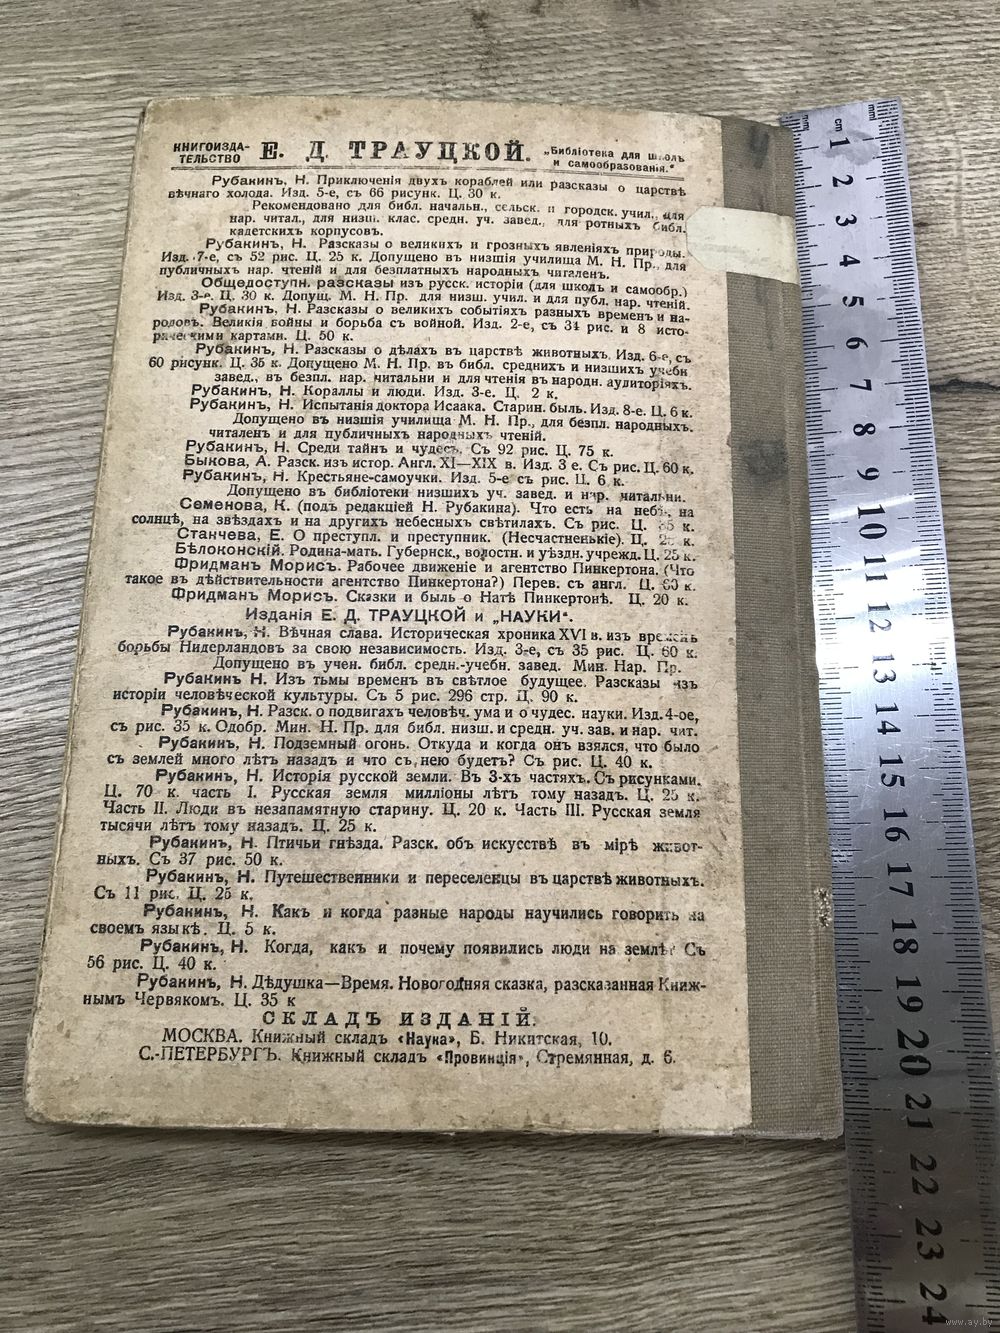 КНИГОИЗДА-
ТЕЛЬСТВО Е. Д. ТРАУЦКОЙ. „Библіотека для школъ
и самообразованія.“
Рубакинъ, Н. Приключенія двухъ кораблей или разсказы о царствѣ
вѣчнаго холода. Изд. 5-е, съ 66 рисунк. Ц. 30 к.
Рекомендовано для библ. начальн., сельск. и городск. учил., для
нар. читал., для низш. клас. средн. уч. завед., для ротныхъ библ.
кадетскихъ корпусовъ.
Рубакинъ, Н. Разсказы о великихъ и грозныхъ явленіяхъ природы.
Изд. 7-е, съ 52 рис. Ц. 25 к. Допущено въ низшія училища М. Н. Пр., для
публичныхъ нар. чтеній и для безплатныхъ народныхъ читаленъ.
Общедоступн. разсказы изъ русск. исторіи (для школъ и самообр.)
Изд. 3-е. Ц. 30 к. Допущ. М. Н. Пр. для низш. учил. и для публ. нар. чтеній.
Рубакинъ, Н. Разсказы о великихъ событіяхъ разныхъ временъ и на-
родовъ. Великія войны и борьба съ войной. Изд. 2-е, съ 34 рис. и 8 исто-
рическими картами. Ц. 50 к.
Рубакинъ, Н. Разсказы о дѣлахъ въ царствѣ животныхъ. Изд. 6-е, съ
60 рисунк. Ц. 35 к. Допущено М. Н. Пр. въ библ. среднихъ и низшихъ учебн
завед., въ безпл. нар. читальни и для чтенія въ народн. аудиторіяхъ.
Рубакинъ, Н. Кораллы и люди. Изд. 3-е. Ц. 2 к.
Рубакинъ, Н. Испытанія доктора Исаака. Старин. быль. Изд. 8-е. Ц. 6 к.
Допущено въ низшія училища М. Н. Пр., для безпл. народныхъ.
читаленъ и для публичныхъ народныхъ чтеній.
Рубакинъ, Н. Среди тайнъ и чудесъ. Съ 92 рис. Ц. 75 к.
Быкова, А. Разск. изъ истор. Англ. XI—XIX в. Изд. 3 е. Съ рис. Ц. 60 к.
Рубакинъ, Н. Крестьяне-самоучки. Изд. 5-е съ рис. Ц. 6 к.
Допущено въ библіотеки низшихъ уч. завед. и нар. читальни.
Семенова, К. (подъ редакціей Н. Рубакина). Что есть на небѣ, на
солнцѣ, на звѣздахъ и на другихъ небесныхъ свѣтилахъ. Съ рис. Ц. к.
Станчева, Е. О преступл. и преступник. (Несчастненькіе). Ц. к.
Бѣлоконскій. Родина-мать. Губернск., волостн. и уѣздн. учрежд. Ц. 25 к.
Фридманъ Морисъ. Рабочее движеніе и агентство Пинкертона. (Что
такое въ дѣйствительности агентство Пинкертона?) Перев. съ англ. Ц. 60 к.
Фридманъ Морисъ. Сказки и быль о Натѣ Пинкертонѣ. Ц. 20 к.
Изданія Е. Д. ТРАУЦКОЙ и „НАУКИ“.
Рубакинъ, Н. Вѣчная слава. Историческая хроника XVI в. изъ временъ
борьбы Нидерландовъ за свою независимость. Изд. 3-е, съ 35 рис. Ц. 60 к.
Допущено въ учен. библ. средн.-учебн. завед. Мин. Нар. Пр.
Рубакинъ Н. Изъ тьмы временъ въ свѣтлое будущее. Разсказы изъ
исторіи человѣческой культуры. Съ 5 рис. 296 стр. Ц. 90 к.
Рубакинъ, Н. Разск. о подвигахъ человѣч. ума и о чудес. науки. Изд. 4-ое,
съ рис. 35 к. Одобр. Мин. Н. Пр. для библ. низш. и средн. уч. зав. и нар. чит.
Рубакинъ, Н. Подземный огонь. Откуда и когда онъ взялся, что было
съ землей много лѣтъ назадъ и что съ нею будетъ? Съ рис. Ц. 40 к.
Рубакинъ, Н. Исторія русской земли. Въ 3-хъ частяхъ. Съ рисунками.
Ц. 70 к. часть I. Русская земля милліоны лѣтъ тому назадъ. Ц. 25 к.
Часть II. Люди въ незапамятную старину. Ц. 20 к. Часть III. Русская земля
тысячи лѣтъ тому назадъ. Ц. 25 к.
Рубакинъ, Н. Птичьи гнѣзда. Разск. объ искусствѣ въ мірѣ живот-
ныхъ. Съ 37 рис. 50 к.
Рубакинъ, Н. Путешественники и переселенцы въ царствѣ животныхъ.
Съ 11 рис. Ц. 25 к.
Рубакинъ, Н. Какъ и когда разные народы научились говорить на
своемъ языкѣ. Ц. 5 к.
Рубакинъ, Н. Когда, какъ и почему появились люди на землѣ? Съ
56 рис. Ц. 40 к.
Рубакинъ, Н. Дѣдушка—Время. Новогодняя сказка, разсказанная Книж-
нымъ Червякомъ. Ц. 35 к
СКЛАДЪ ИЗДАНІЙ.
МОСКВА. Книжный складъ «Наука», Б. Никитская, 10.
С.-ПЕТЕРБУРГЪ. Книжный складъ «Провинція», Стремянная, д. 6.
mm cm mm
1
2
3
4
5
6
7
8
9
10
11
12
13
14
15
16
17
18
19
20
21
22
23
24
www.ay.by